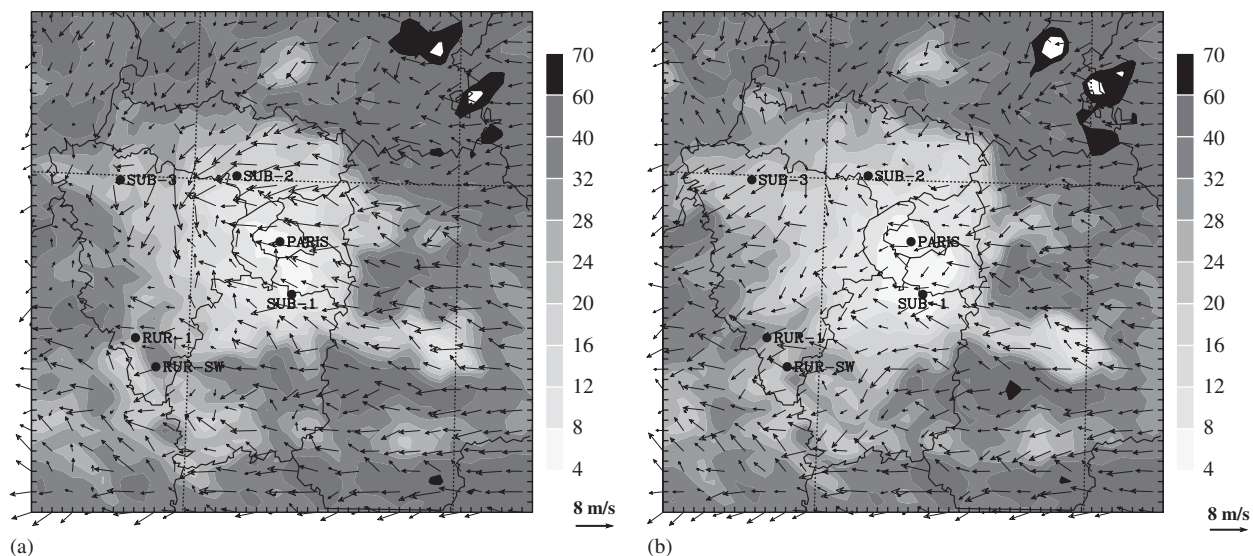 70
60
40
32
28
24
20
16
12
8
4
8 m/s
SUB-3
SUB-2
PARIS
SUB-1
RUR-1
RUR-SW
(a)
70
60
40
32
28
24
20
16
12
8
4
8 m/s
SUB-3
SUB-2
PARIS
SUB-1
RUR-1
RUR-SW
(b)